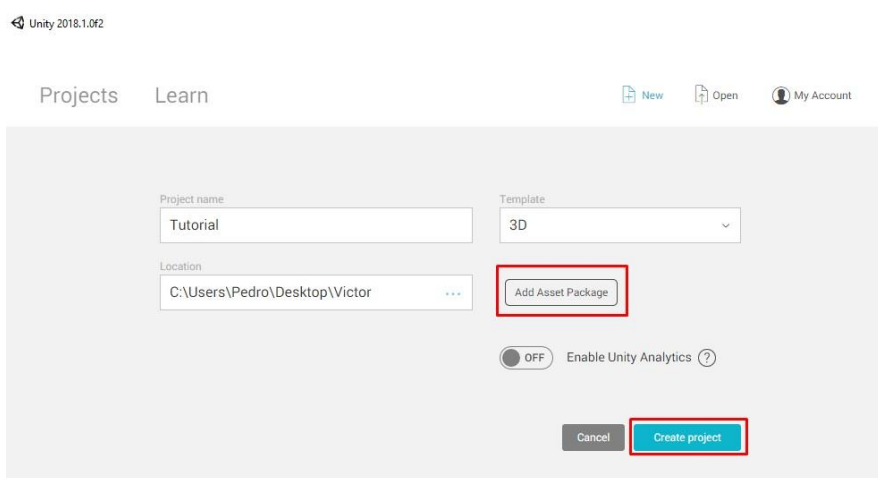 Unity 2018.1.0f2
Projects Learn New Open My Account
Project name Template
Tutorial 3D
Location
C:\Users\Pedro\Desktop\Victor ... Add Asset Package
OFF Enable Unity Analytics ?
Cancel Create project